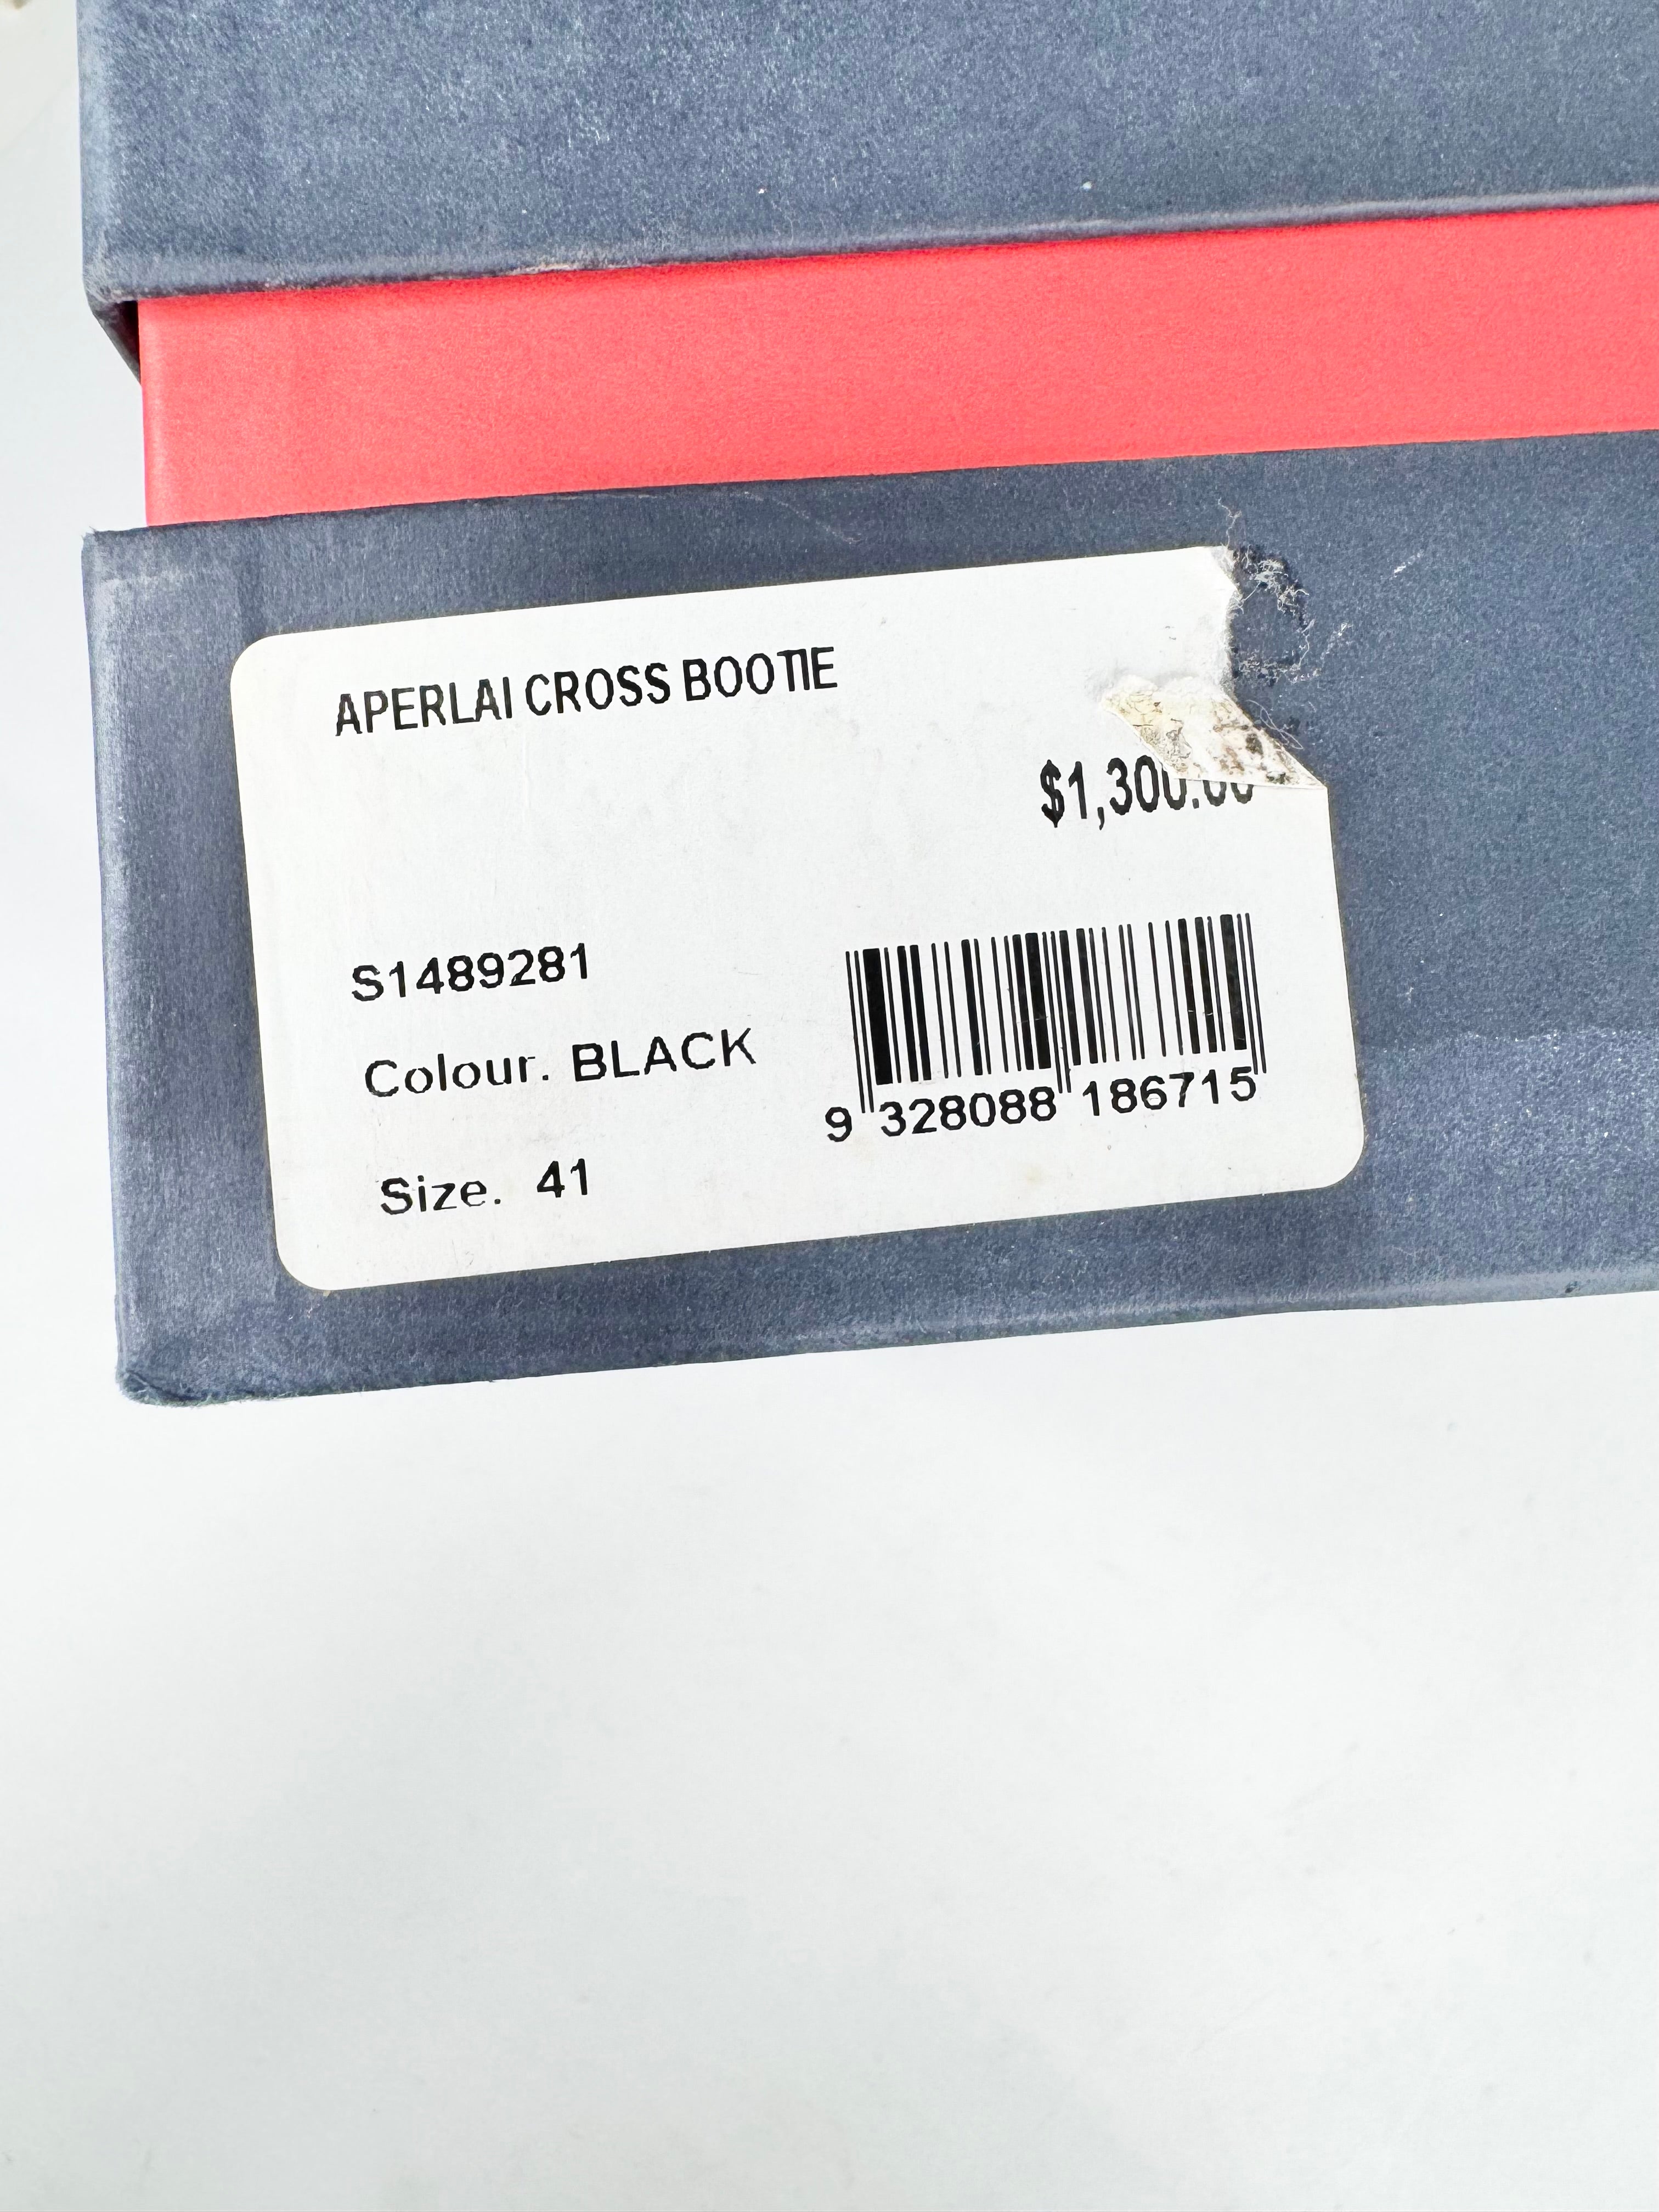 APERLAI CROSS BOOTIE
$1,300.00
S1489281
Colour. BLACK
9 328088 186715
Size. 41